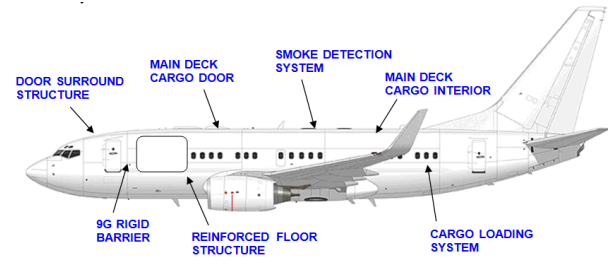 SMOKE DETECTION
SYSTEM
MAIN DECK
CARGO DOOR
MAIN DECK
CARGO INTERIOR
DOOR SURROUND
STRUCTURE
9G RIGID
BARRIER
REINFORCED FLOOR
STRUCTURE
CARGO LOADING
SYSTEM